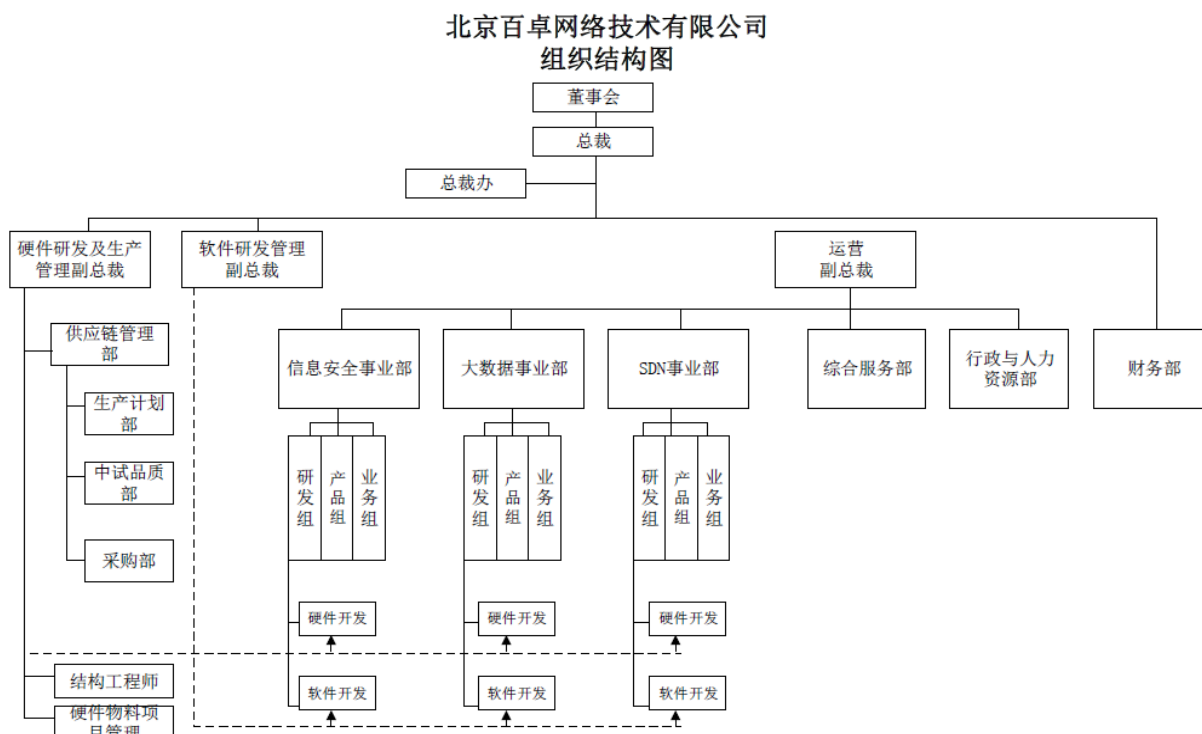 北京百卓网络技术有限公司
组织结构图
董事会
总裁
总裁办
硬件研发及生产
管理副总裁
软件研发管理
副总裁
运营
副总裁
供应链管理
部
信息安全事业部
大数据事业部
SDN事业部
综合服务部
行政与人力
资源部
财务部
生产计划
部
中试品质
部
采购部
研发组
产品组
业务组
研发组
产品组
业务组
研发组
产品组
业务组
硬件开发
硬件开发
硬件开发
结构工程师
软件开发
软件开发
软件开发
硬件物料项
目管理